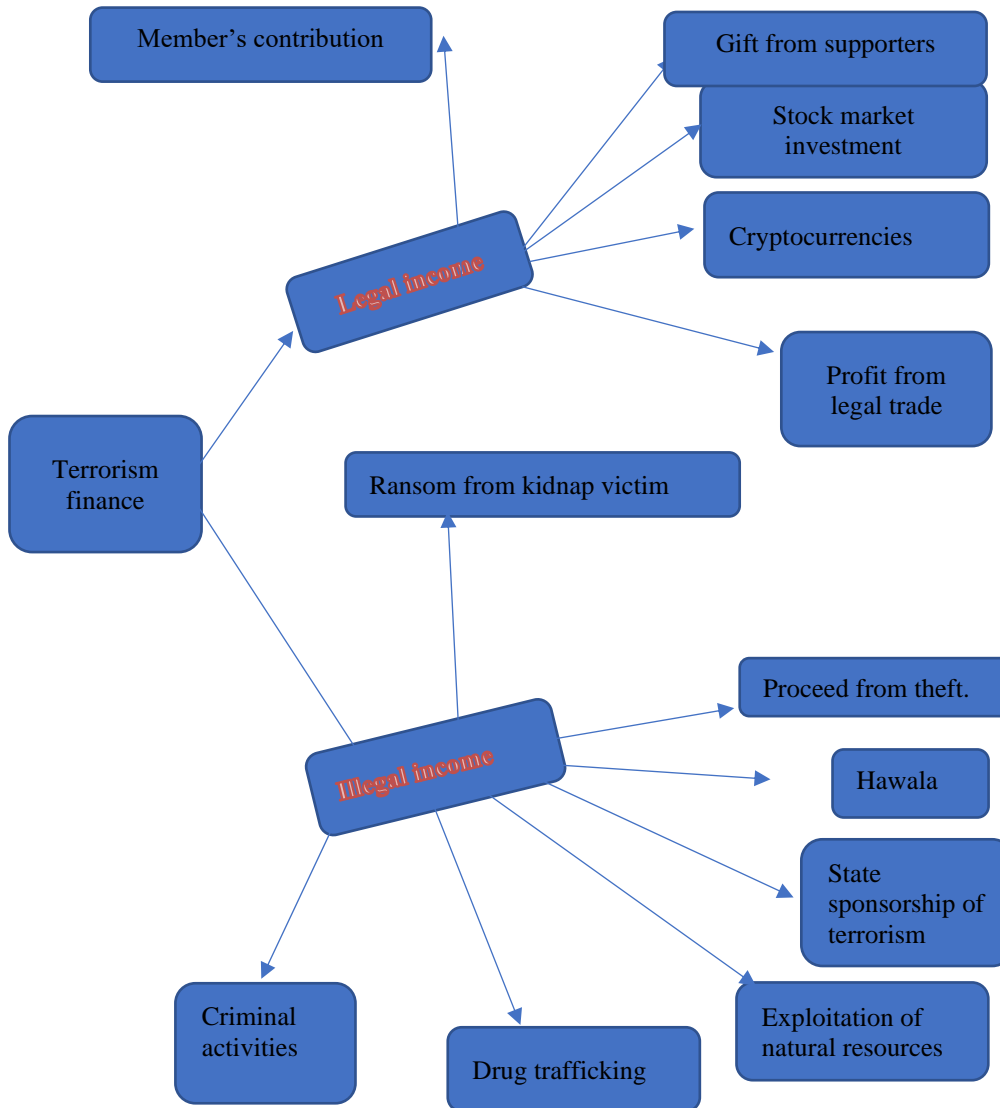 Member’s contribution
Gift from supporters
Stock market
investment
Cryptocurrencies
Legal income
Profit from
legal trade
Terrorism
finance
Ransom from kidnap victim
Proceed from theft.
Illegal income
Hawala
State
sponsorship of
terrorism
Criminal
activities
Drug trafficking
Exploitation of
natural resources